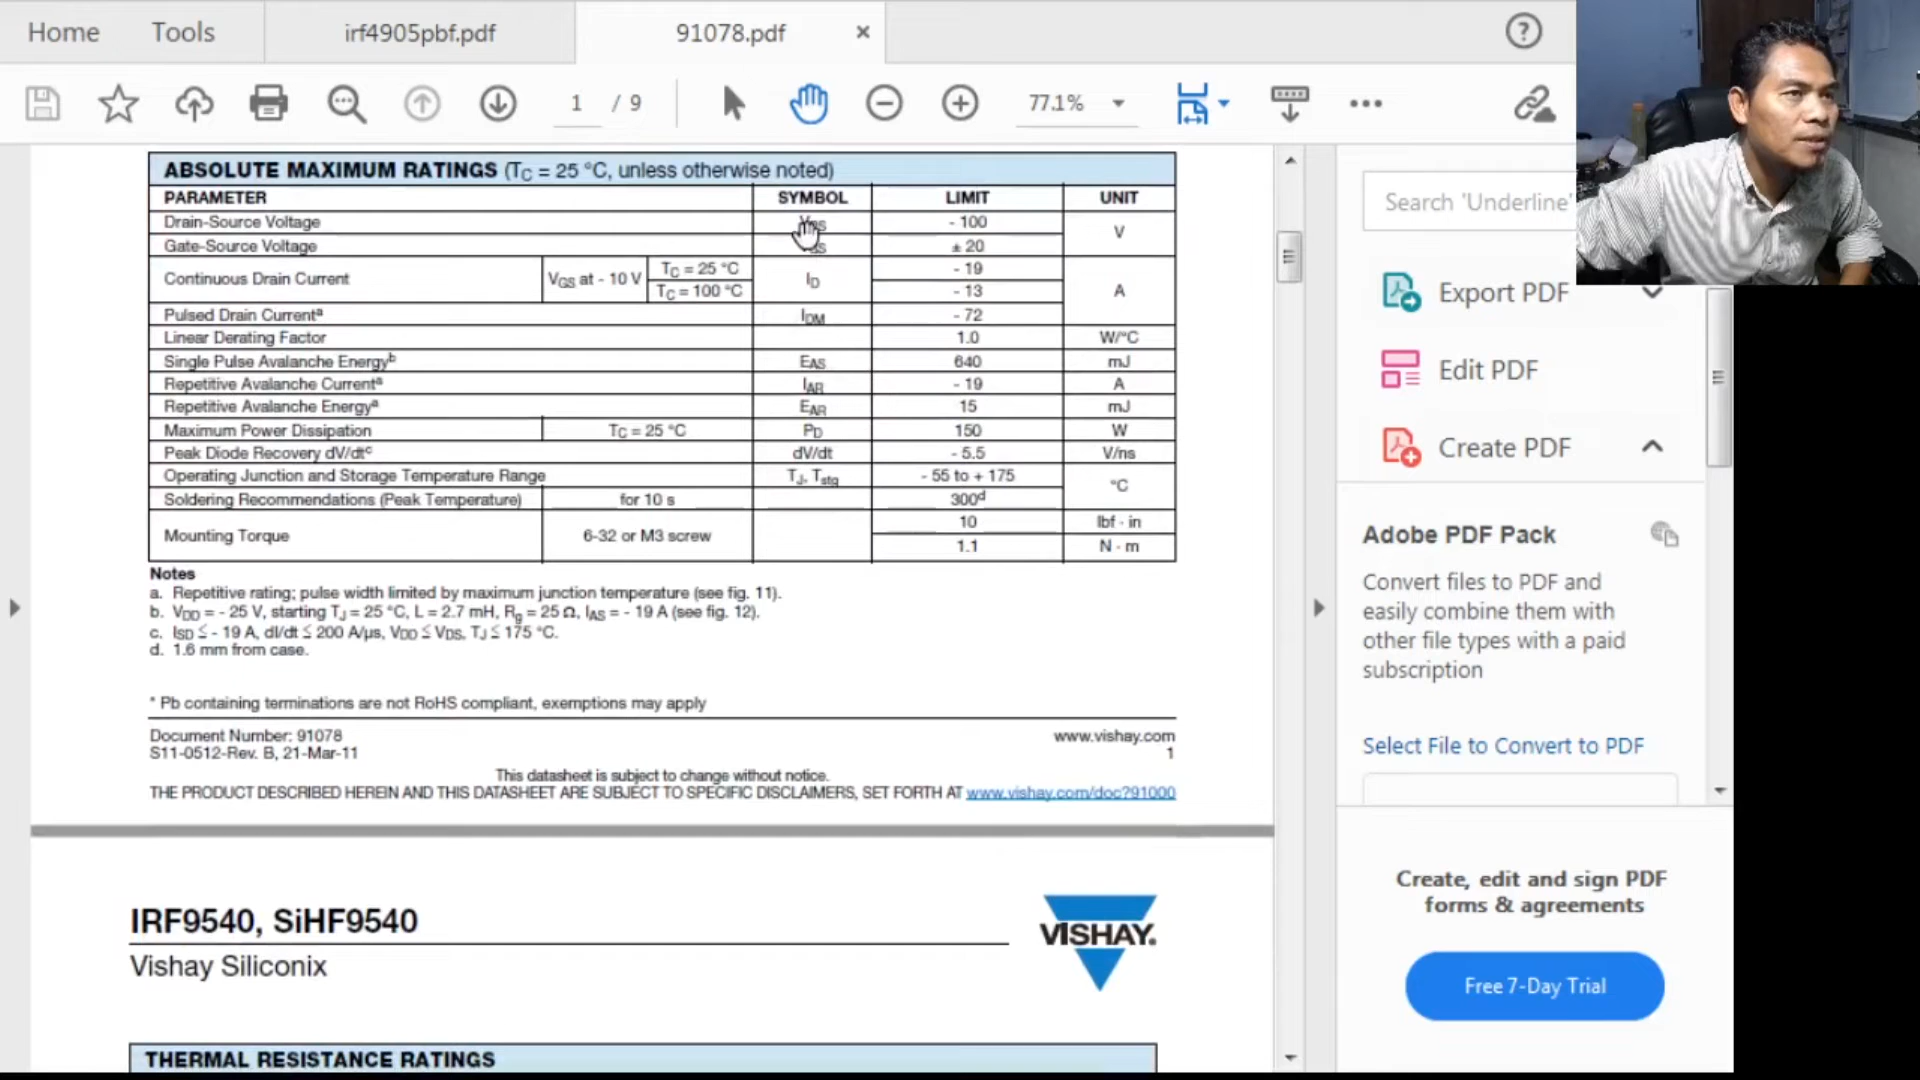 Home Tools irf4905pbf.pdf 91078.pdf
1 / 9 77.1%
ABSOLUTE MAXIMUM RATINGS (TC = 25 °C, unless otherwise noted)
PARAMETER SYMBOL LIMIT UNIT
Drain-Source Voltage - 100 V
Gate-Source Voltage ± 20
Continuous Drain Current VGS at - 10 V TC = 25 °C ID - 19 A
TC = 100 °C - 13
Pulsed Drain Currentᵃ IDM - 72
Linear Derating Factor 1.0 W/°C
Single Pulse Avalanche Energyᵇ EAS 640 mJ
Repetitive Avalanche Currentᵃ IAR - 19 A
Repetitive Avalanche Energyᵃ EAR 15 mJ
Maximum Power Dissipation TC = 25 °C PD 150 W
Peak Diode Recovery dV/dtᶜ dV/dt - 5.5 V/ns
Operating Junction and Storage Temperature Range TJ, Tstg - 55 to + 175 °C
Soldering Recommendations (Peak Temperature) for 10 s 300ᵈ
Mounting Torque 6-32 or M3 screw 10 lbf · in
1.1 N · m
Notes
a. Repetitive rating; pulse width limited by maximum junction temperature (see fig. 11).
b. VDD = - 25 V, starting TJ = 25 °C, L = 2.7 mH, Rg = 25 Ω, IAS = - 19 A (see fig. 12).
c. ISD ≤ - 19 A, dI/dt ≤ 200 A/μs, VDD ≤ VDS, TJ ≤ 175 °C.
d. 1.6 mm from case.
* Pb containing terminations are not RoHS compliant, exemptions may apply
Document Number: 91078 www.vishay.com
S11-0512-Rev. B, 21-Mar-11 1
This datasheet is subject to change without notice.
THE PRODUCT DESCRIBED HEREIN AND THIS DATASHEET ARE SUBJECT TO SPECIFIC DISCLAIMERS, SET FORTH AT www.vishay.com/doc?91000
IRF9540, SiHF9540
VISHAY.
Vishay Siliconix
THERMAL RESISTANCE RATINGS
Search 'Underline'
Export PDF
Edit PDF
Create PDF
Adobe PDF Pack
Convert files to PDF and
easily combine them with
other file types with a paid
subscription
Select File to Convert to PDF
Create, edit and sign PDF
forms & agreements
Free 7-Day Trial